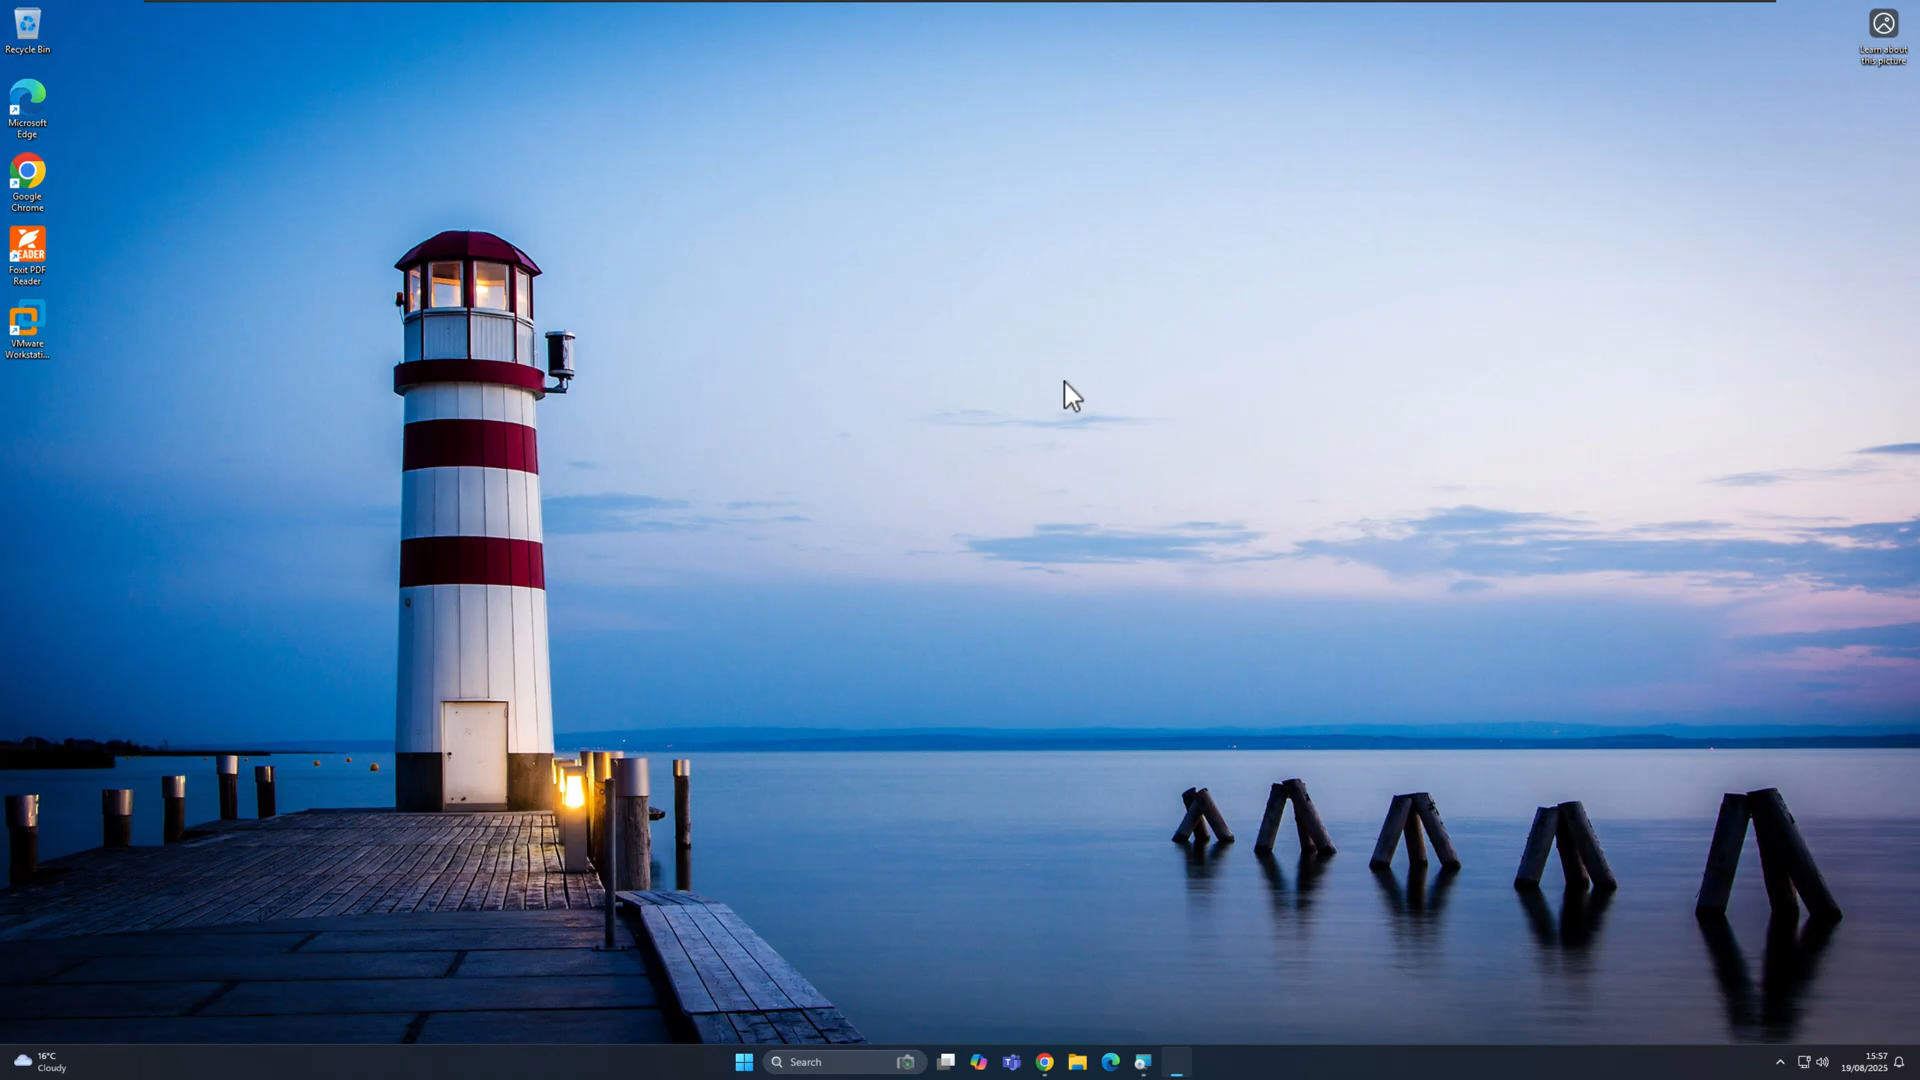 Recycle Bin
Microsoft
Edge
Google
Chrome
READER
Foxit PDF
Reader
VMware
Workstati...
Learn about
this picture
16°C
Cloudy
Search
15:57
19/08/2025